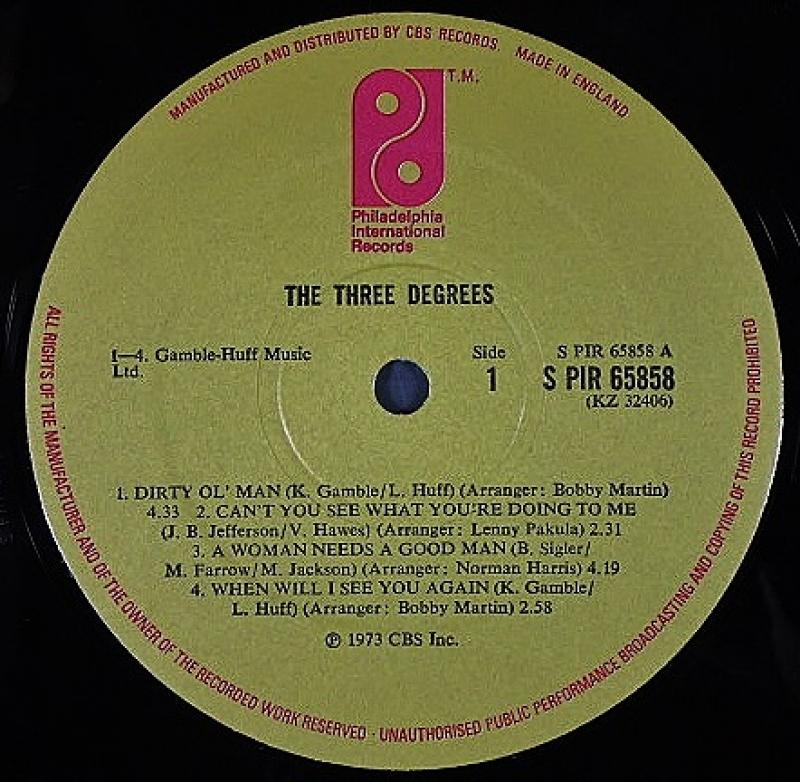 MANUFACTURED AND DISTRIBUTED BY CBS RECORDS. MADE IN ENGLAND
T.M.
Philadelphia
International
Records
THE THREE DEGREES
1—4. Gamble-Huff Music
Ltd.
Side
1
S PIR 65858 A
S PIR 65858
(KZ 32406)
1. DIRTY OL' MAN (K. Gamble/L. Huff) (Arranger: Bobby Martin)
4.33 2. CAN'T YOU SEE WHAT YOU'RE DOING TO ME
(J. B. Jefferson/V. Hawes) (Arranger: Lenny Pakula) 2.31
3. A WOMAN NEEDS A GOOD MAN (B. Sigler/
M. Farrow/M. Jackson) (Arranger: Norman Harris) 4.19
4. WHEN WILL I SEE YOU AGAIN (K. Gamble/
L. Huff) (Arranger: Bobby Martin) 2.58
℗ 1973 CBS Inc.
ALL RIGHTS OF THE MANUFACTURER AND OF THE OWNER OF THE RECORDED WORK RESERVED · UNAUTHORISED PUBLIC PERFORMANCE BROADCASTING AND COPYING OF THIS RECORD PROHIBITED